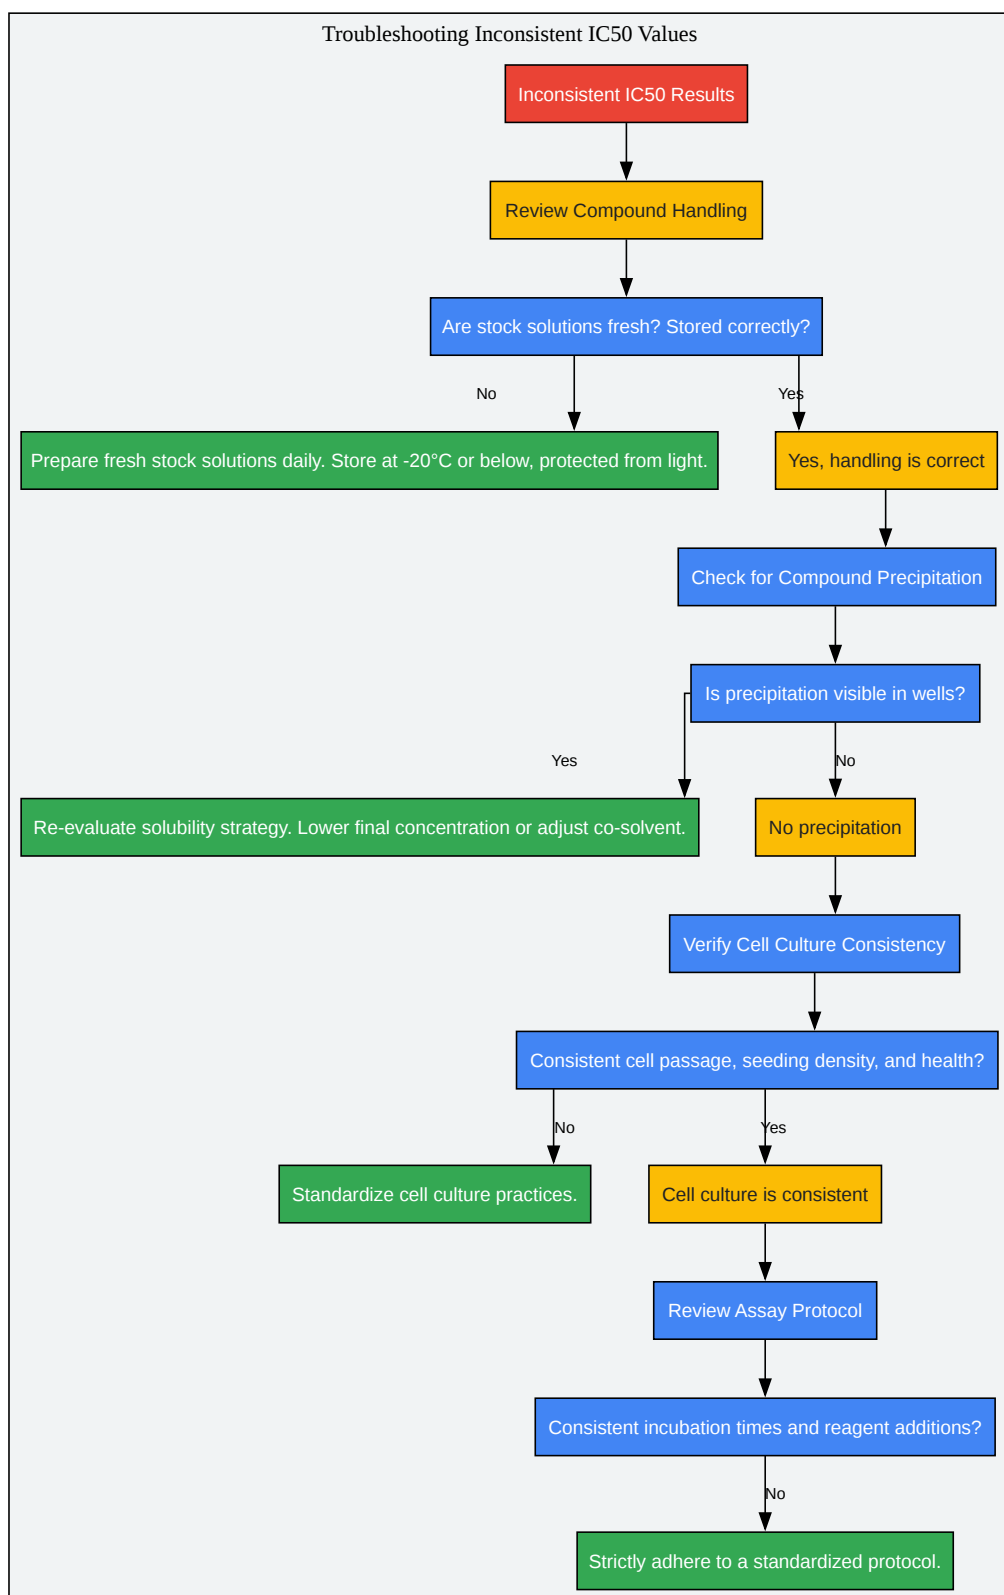 Troubleshooting Inconsistent IC50 Values
Inconsistent IC50 Results
Review Compound Handling
Are stock solutions fresh? Stored correctly?
No
Yes
Prepare fresh stock solutions daily. Store at -20°C or below, protected from light.
Yes, handling is correct
Check for Compound Precipitation
Is precipitation visible in wells?
Yes
No
Re-evaluate solubility strategy. Lower final concentration or adjust co-solvent.
No precipitation
Verify Cell Culture Consistency
Consistent cell passage, seeding density, and health?
No
Yes
Standardize cell culture practices.
Cell culture is consistent
Review Assay Protocol
Consistent incubation times and reagent additions?
No
Strictly adhere to a standardized protocol.